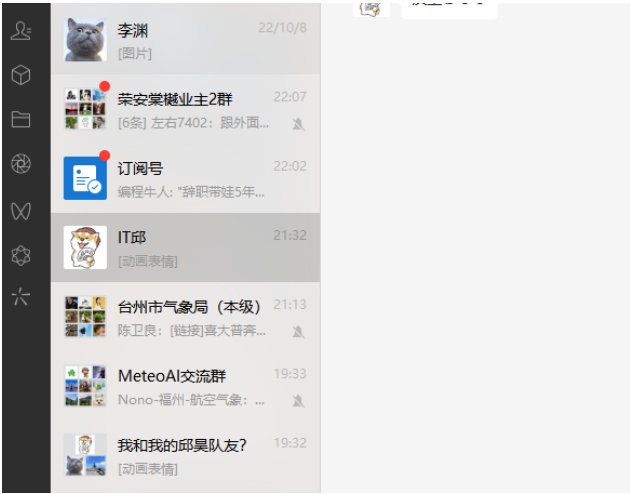 李渊
22/10/8
[图片]
荣安棠樾业主2群
22:07
[6条] 左右7402：跟外面...
订阅号
22:02
编程牛人: "辞职带娃5年...
IT邱
21:32
[动画表情]
台州市气象局（本级）
21:13
陈卫良：[链接]喜大普奔...
MeteoAI交流群
19:33
Nono-福州-航空气象：...
我和我的邱昊队友?
19:32
[动画表情]